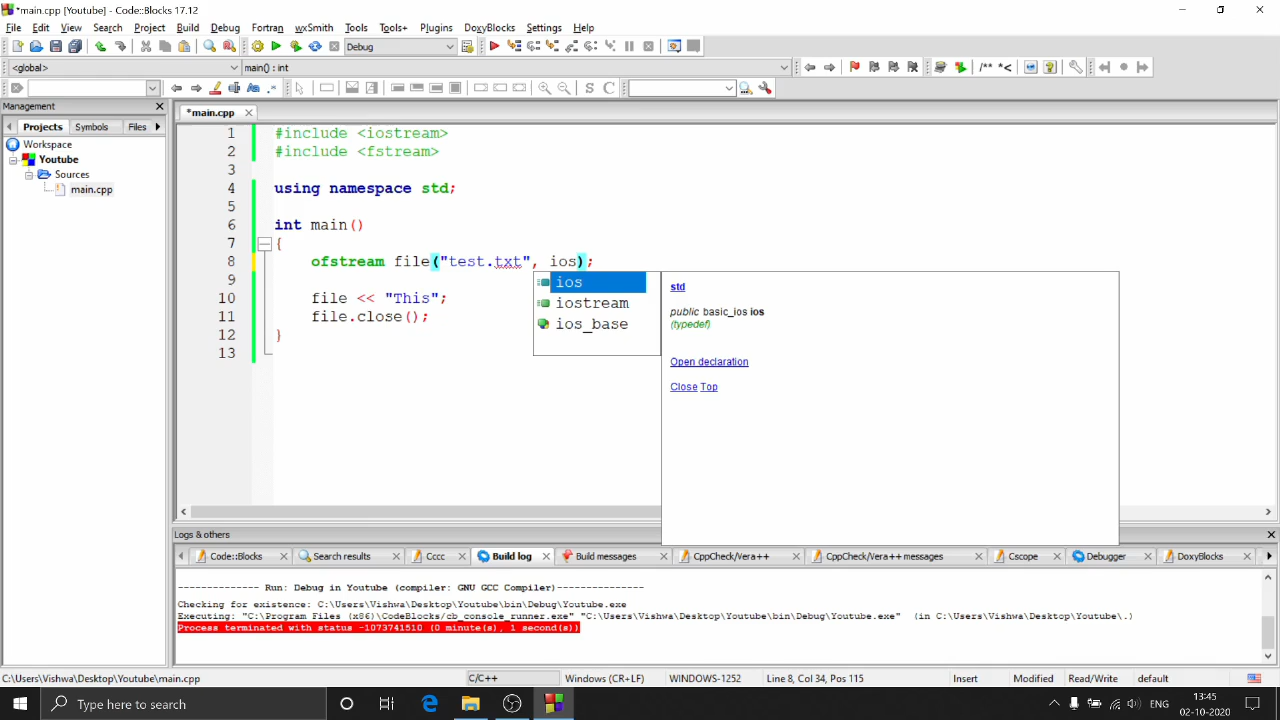 *main.cpp [Youtube] - Code::Blocks 17.12
File Edit View Search Project Build Debug Fortran wxSmith Tools Tools+ Plugins DoxyBlocks Settings Help
Debug
<global> main() : int
/** *<
S C
Management
Projects Symbols Files
Workspace
Youtube
Sources
main.cpp
*main.cpp
1 #include <iostream>
2 #include <fstream>
3
4 using namespace std;
5
6 int main()
7 {
8 ofstream file("test.txt", ios);
9
10 file << "This";
11 file.close();
12 }
13
ios
iostream
ios_base
std
public basic_ios ios
(typedef)
Open declaration
Close Top
Logs & others
Code::Blocks Search results Cccc Build log Build messages CppCheck/Vera++ CppCheck/Vera++ messages Cscope Debugger DoxyBlocks
-------------- Run: Debug in Youtube (compiler: GNU GCC Compiler)---------------
Checking for existence: C:\Users\Vishwa\Desktop\Youtube\bin\Debug\Youtube.exe
Executing: "C:\Program Files (x86)\CodeBlocks/cb_console_runner.exe" "C:\Users\Vishwa\Desktop\Youtube\bin\Debug\Youtube.exe" (in C:\Users\Vishwa\Desktop\Youtube\.)
Process terminated with status -1073741510 (0 minute(s), 1 second(s))
C:\Users\Vishwa\Desktop\Youtube\main.cpp C/C++ Windows (CR+LF) WINDOWS-1252 Line 8, Col 34, Pos 115 Insert Modified Read/Write default
Type here to search
ENG
13:45
02-10-2020